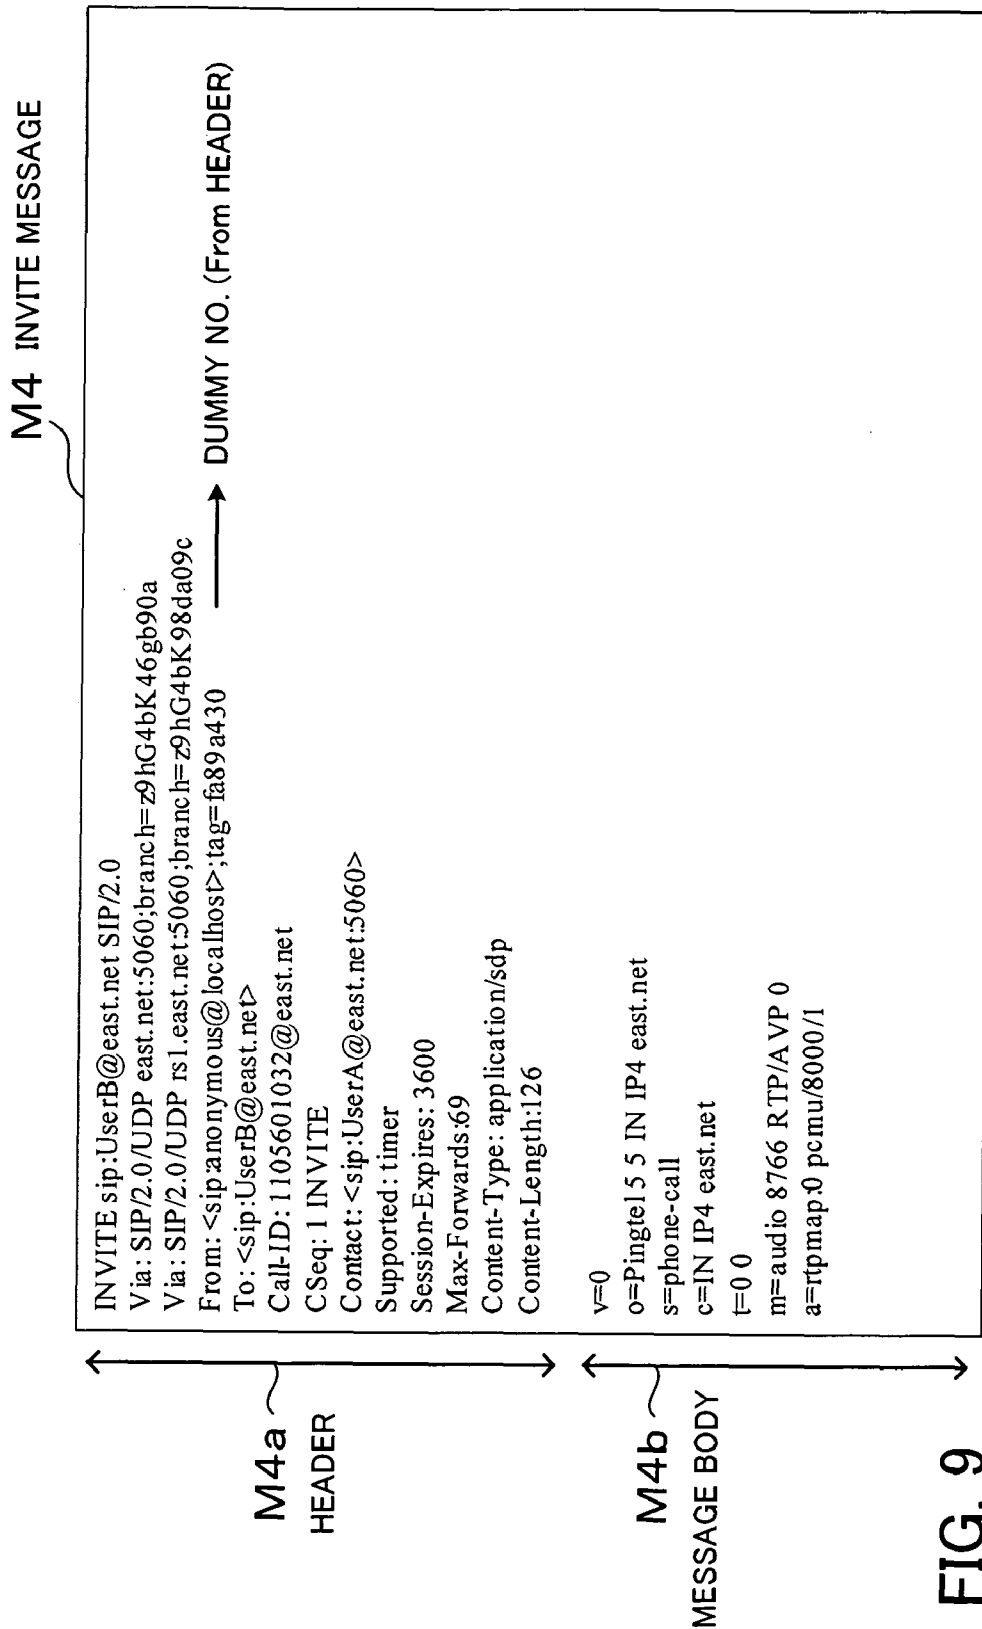 M4 INVITE MESSAGE
INVITE sip:UserB@east.net SIP/2.0
Via: SIP/2.0/UDP east.net:5060;branch=z9hG4bK46gb90a
Via: SIP/2.0/UDP rs1.east.net:5060;branch=z9hG4bK98da09c
From: <sip:anonymous@localhost>;tag=fa89a430
DUMMY NO. (From HEADER)
To: <sip:UserB@east.net>
Call-ID: 1105601032@east.net
CSeq: 1 INVITE
Contact: <sip:UserA@east.net:5060>
Supported: timer
Session-Expires: 3600
Max-Forwards:69
Content-Type: application/sdp
Content-Length:126
M4a
HEADER
v=0
o=Pingtel5 5 IN IP4 east.net
s=phone-call
c=IN IP4 east.net
t=0 0
m=audio 8766 RTP/AVP 0
a=rtpmap:0 pcmu/8000/1
M4b
MESSAGE BODY
FIG. 9